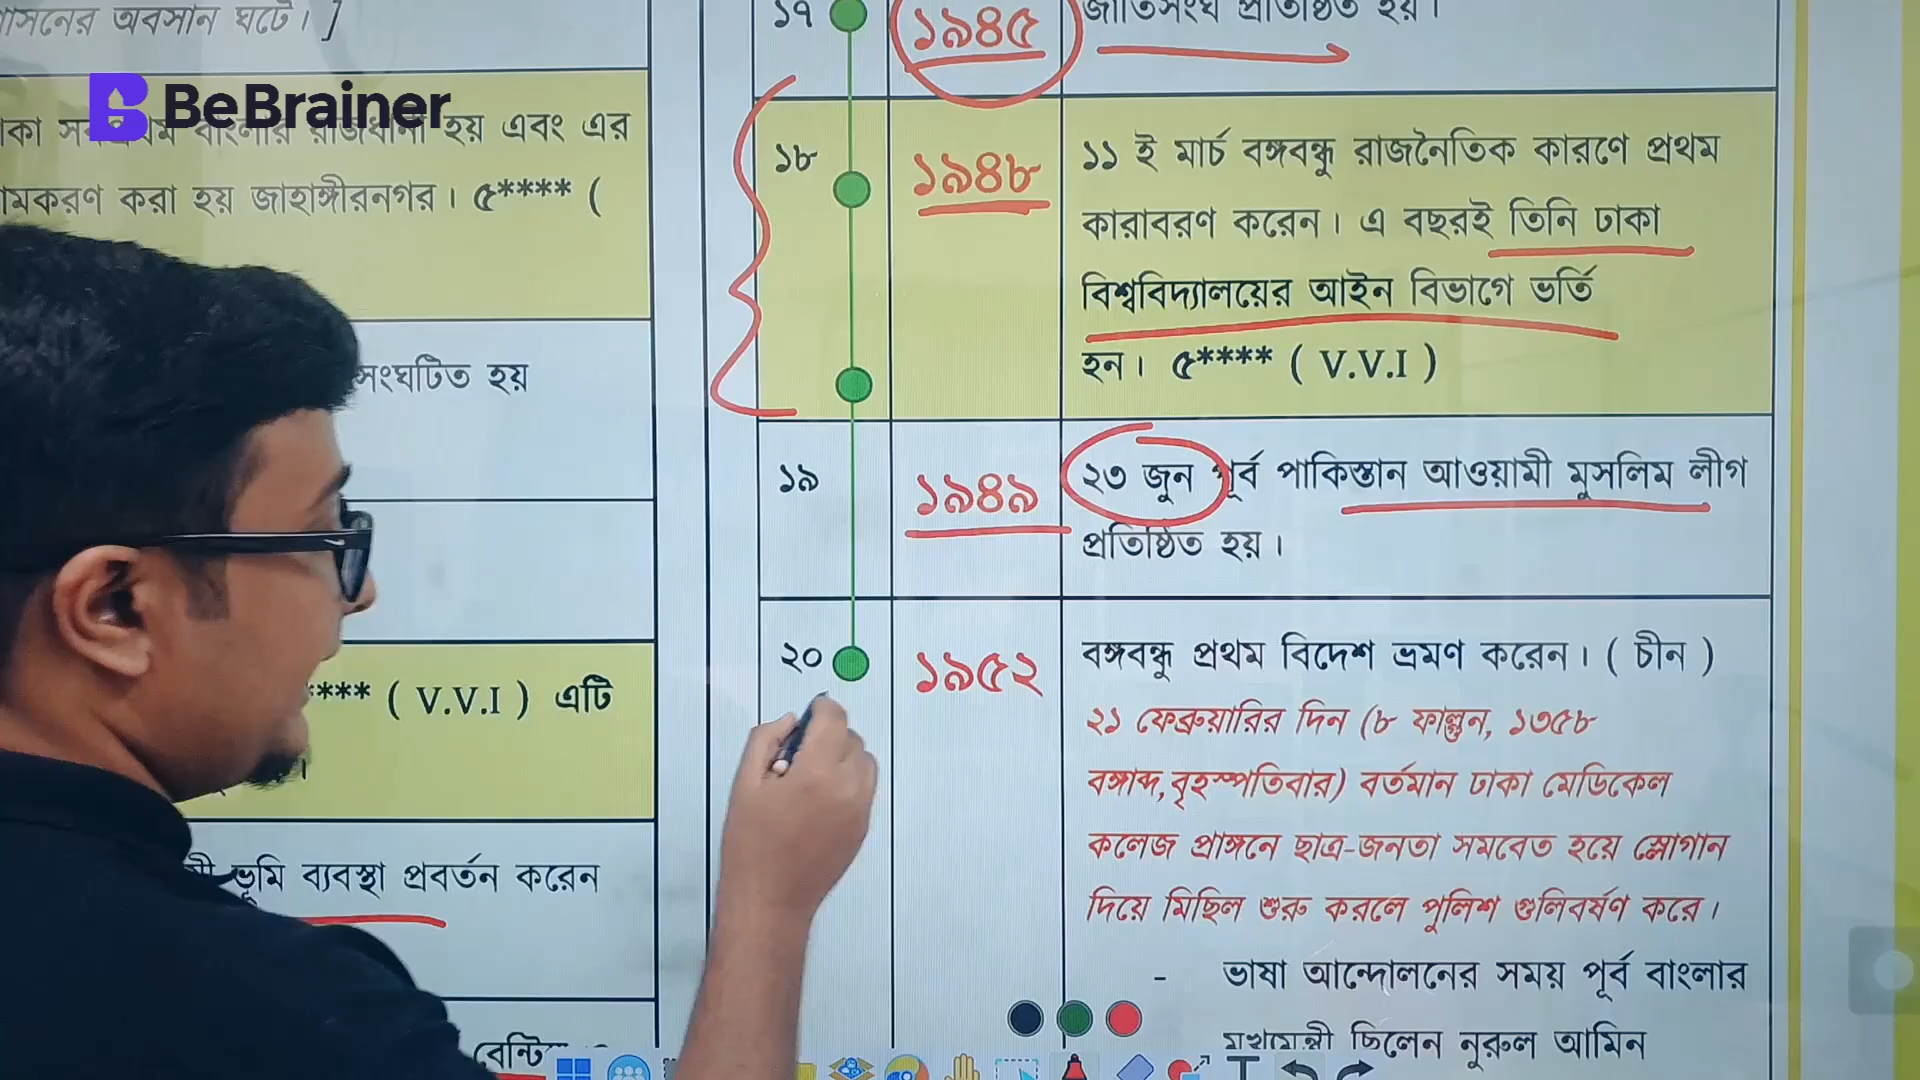 শাসনের অবসান ঘটে। ]
BeBrainer
হয় এবং এর
নামকরণ করা হয় জাহাঙ্গীরনগর। ৫**** (
সংঘটিত হয়
**** ( V.V.I ) এটি
ভূমি ব্যবস্থা প্রবর্তন করেন
১৭ ১৯৪৫ জাতিসংঘ প্রতিষ্ঠিত হয়।
১৮ ১৯৪৮ ১১ ই মার্চ বঙ্গবন্ধু রাজনৈতিক কারণে প্রথম
কারাবরণ করেন। এ বছরই তিনি ঢাকা
বিশ্ববিদ্যালয়ের আইন বিভাগে ভর্তি
হন। ৫**** ( V.V.I )
১৯ ১৯৪৯ ২৩ জুন পূর্ব পাকিস্তান আওয়ামী মুসলিম লীগ
প্রতিষ্ঠিত হয়।
২০ ১৯৫২ বঙ্গবন্ধু প্রথম বিদেশ ভ্রমণ করেন। ( চীন )
২১ ফেব্রুয়ারির দিন (৮ ফাল্গুন, ১৩৫৮
বঙ্গাব্দ,বৃহস্পতিবার) বর্তমান ঢাকা মেডিকেল
কলেজ প্রাঙ্গনে ছাত্র-জনতা সমবেত হয়ে স্লোগান
দিয়ে মিছিল শুরু করলে পুলিশ গুলিবর্ষণ করে।
- ভাষা আন্দোলনের সময় পূর্ব বাংলার
মুখ্যমন্ত্রী ছিলেন নুরুল আমিন